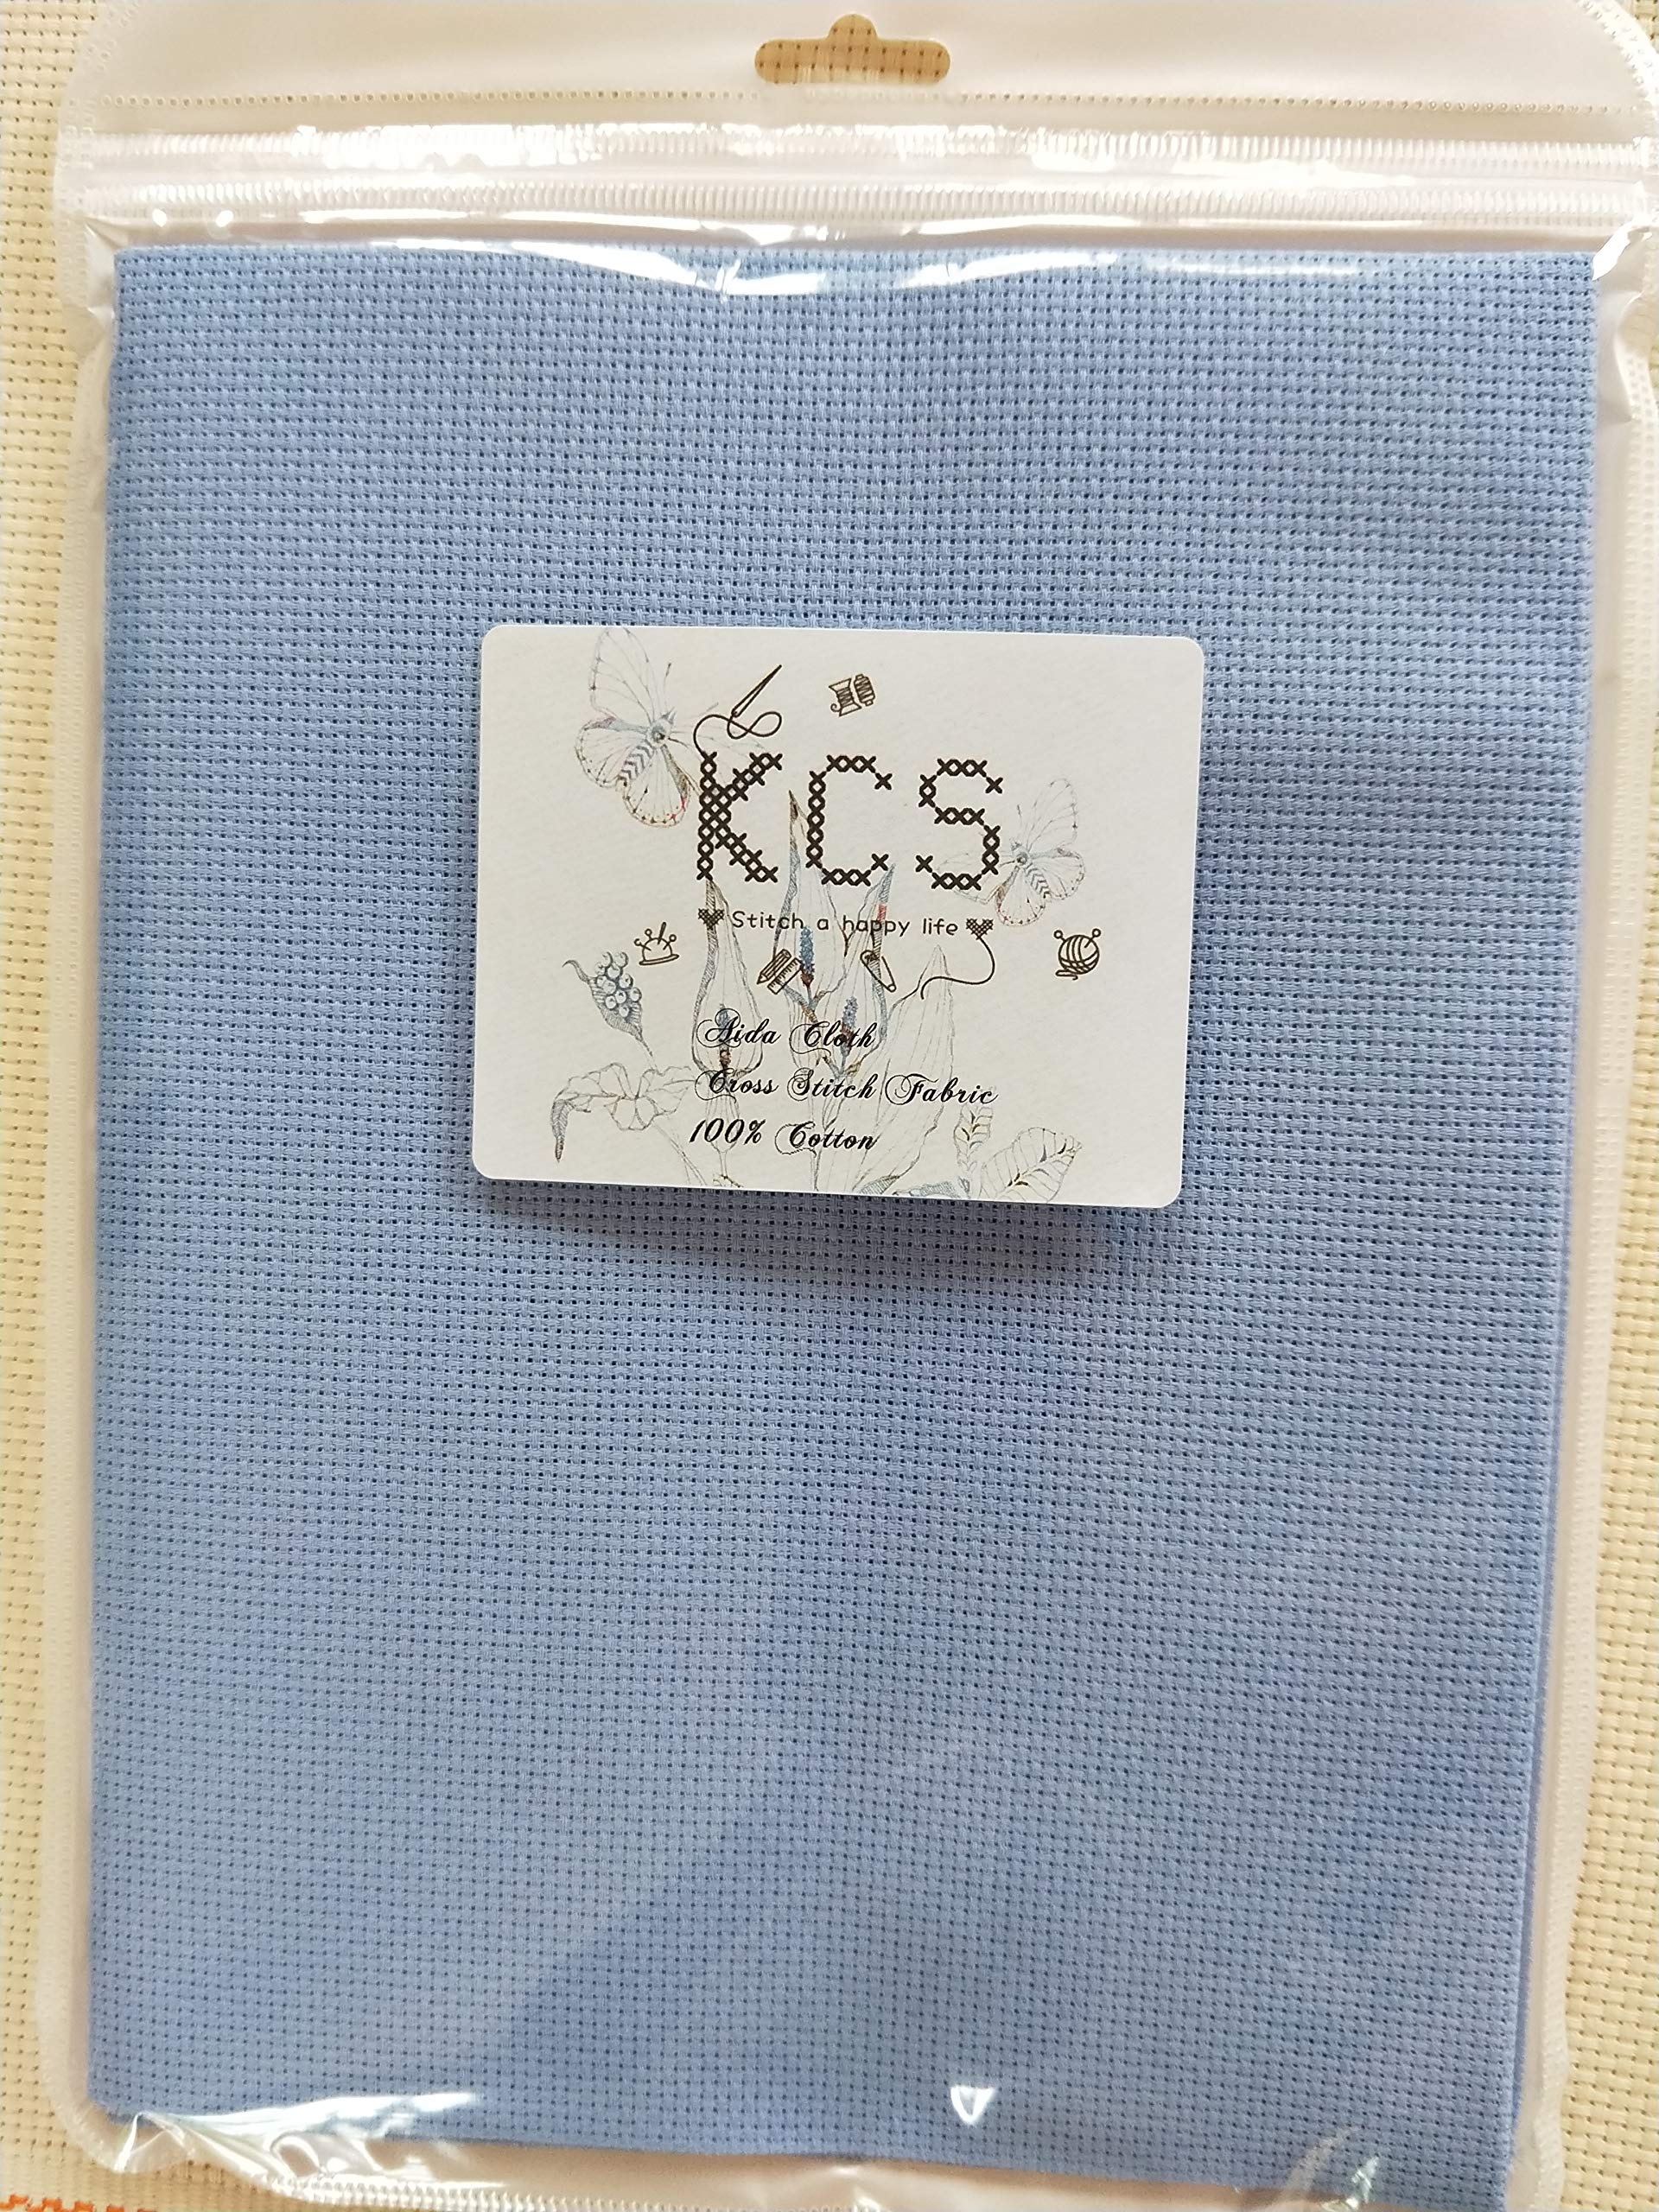 KCS
Stitch a happy life
Aida Cloth
Cross Stitch Fabric
100% Cotton